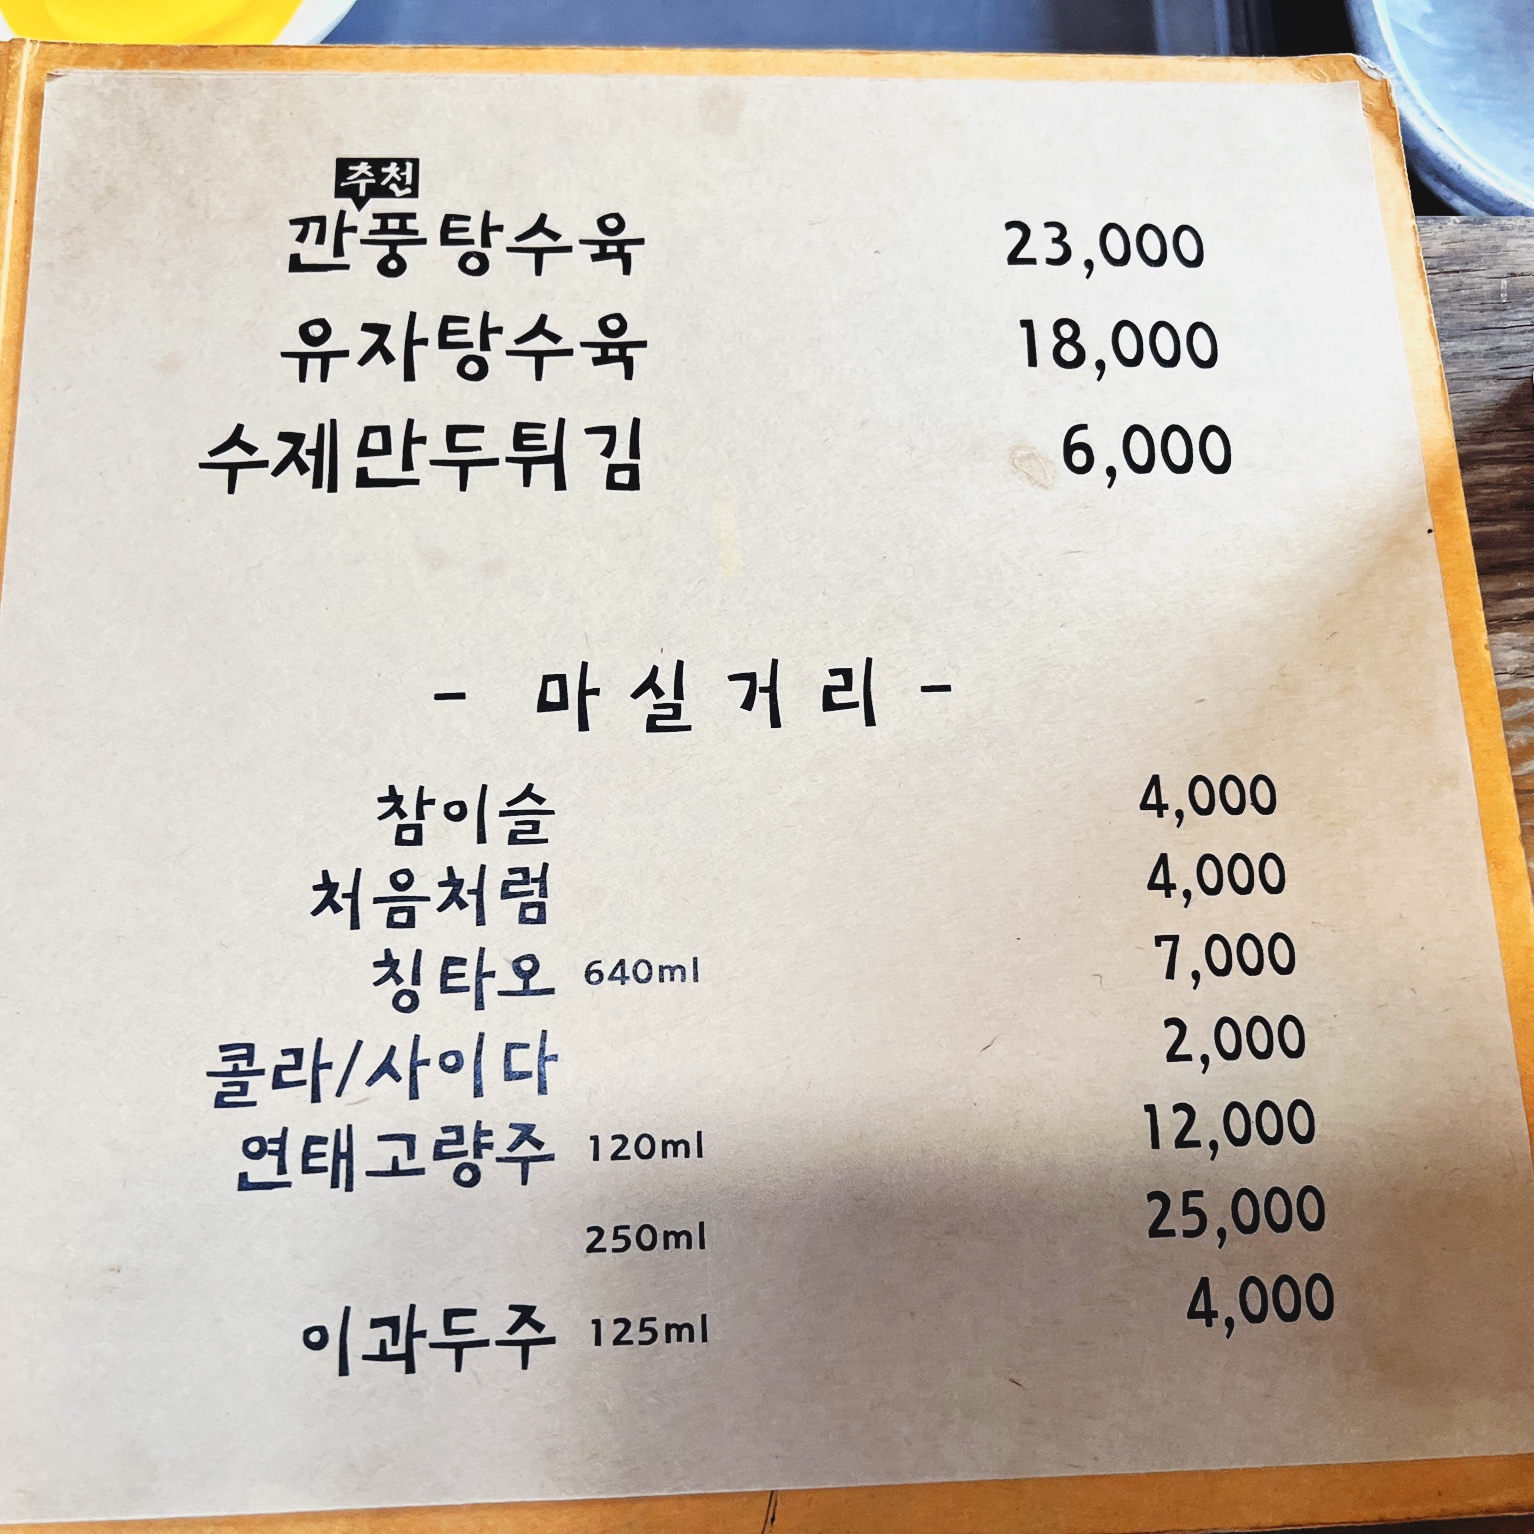 추천
깐풍탕수육 23,000
유자탕수육 18,000
수제만두튀김 6,000
- 마실거리 -
참이슬 4,000
처음처럼 4,000
칭타오 640ml 7,000
콜라/사이다 2,000
연태고량주 120ml 12,000
250ml 25,000
이과두주 125ml 4,000